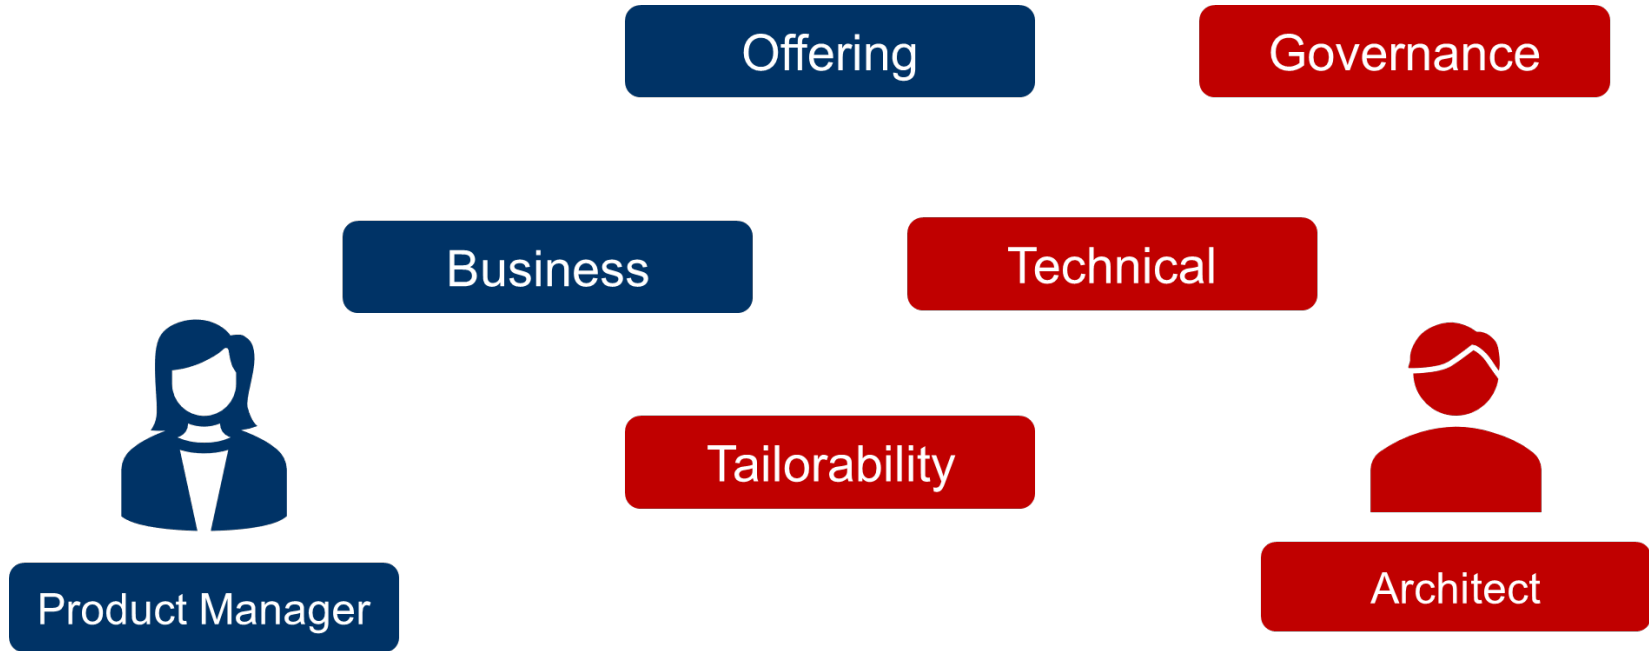 Offering
Governance
Business
Technical
Tailorability
Product Manager
Architect